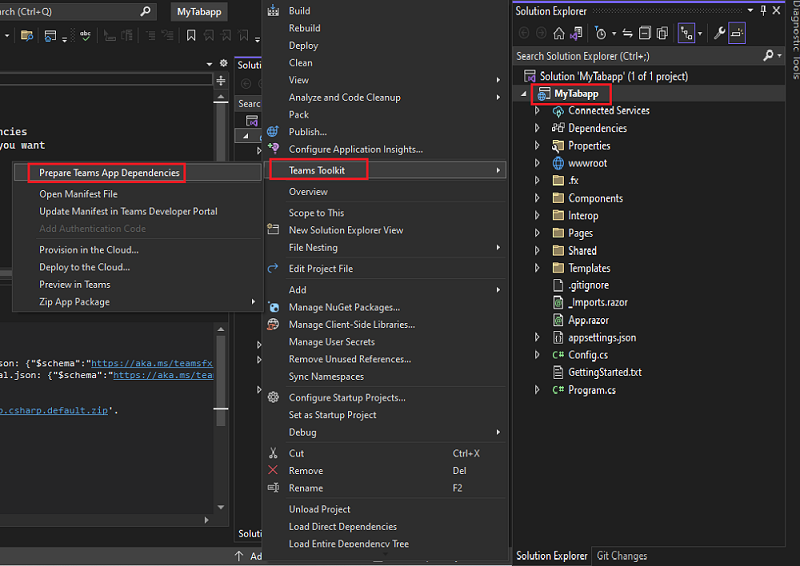 rch (Ctrl+Q)
MyTabapp
ncies
ou want
json: {"$schema":"https://aka.ms/teamsfx
al.json: {"$schema":"https://aka.ms/team
p.csharp.default.zip'.
Prepare Teams App Dependencies
Open Manifest File
Update Manifest in Teams Developer Portal
Add Authentication Code
Provision in the Cloud...
Deploy to the Cloud...
Preview in Teams
Zip App Package
Solut
Sear
Solut
Ad
Build
Rebuild
Deploy
Clean
View
Analyze and Code Cleanup
Pack
Publish...
Configure Application Insights...
Teams Toolkit
Overview
Scope to This
New Solution Explorer View
File Nesting
Edit Project File
Add
Manage NuGet Packages...
Manage Client-Side Libraries...
Manage User Secrets
Remove Unused References...
Sync Namespaces
Configure Startup Projects...
Set as Startup Project
Debug
Cut Ctrl+X
Remove Del
Rename F2
Unload Project
Load Direct Dependencies
Load Entire Dependency Tree
Solution Explorer
Search Solution Explorer (Ctrl+;)
Solution 'MyTabapp' (1 of 1 project)
MyTabapp
Connected Services
Dependencies
Properties
wwwroot
.fx
Components
Interop
Pages
Shared
Templates
.gitignore
_Imports.razor
App.razor
appsettings.json
C# Config.cs
GettingStarted.txt
C# Program.cs
Solution Explorer Git Changes
Diagnostic Tools